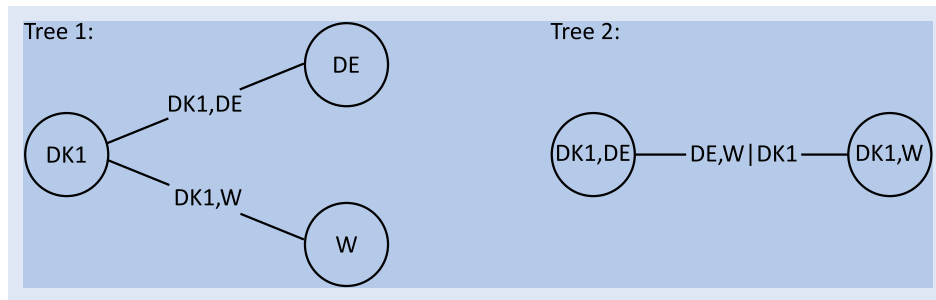 Tree 1:
DE
DK1,DE
DK1
DK1,W
W
Tree 2:
DK1,DE
DE,W|DK1
DK1,W